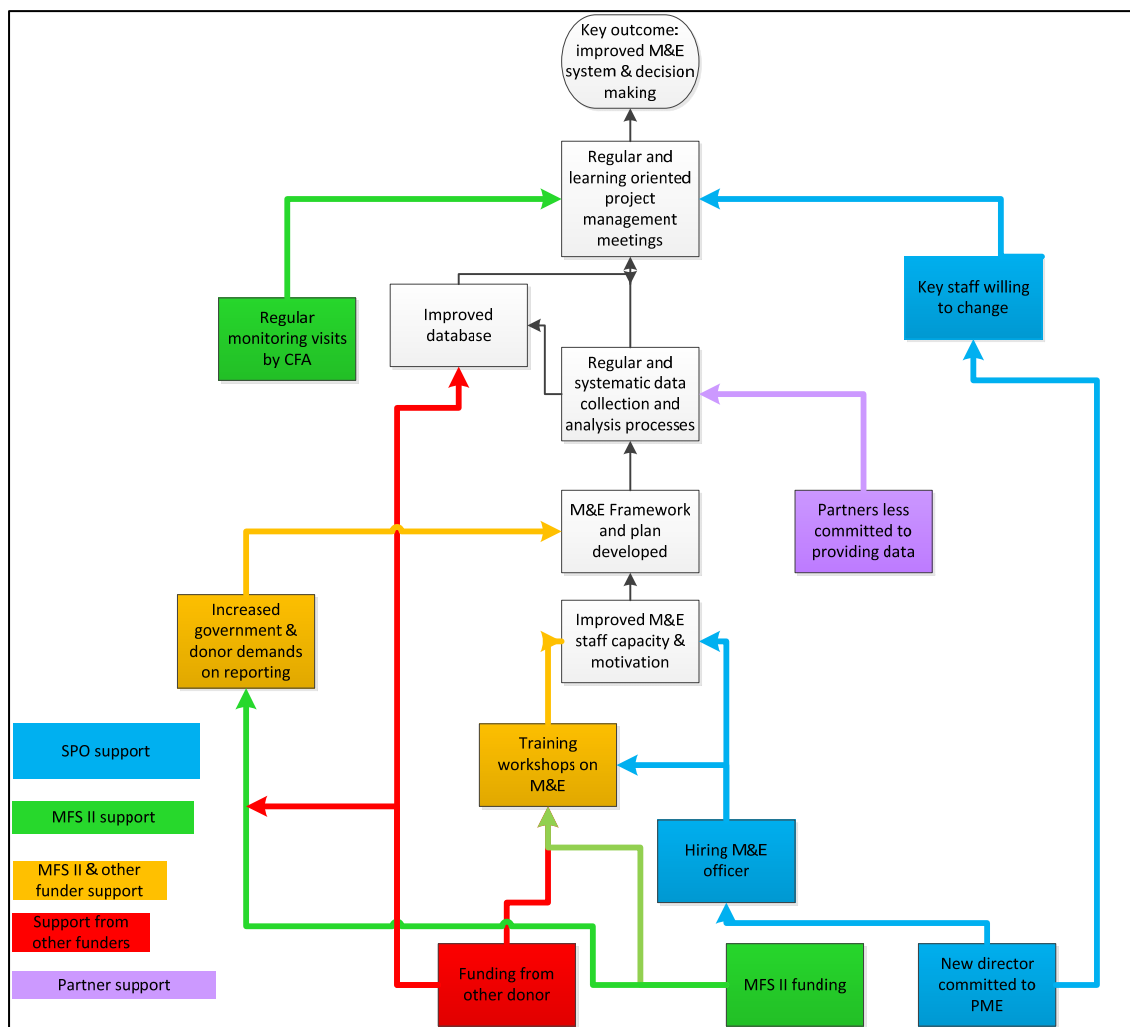 Key outcome:
improved M&E
system & decision
making
Regular and
learning oriented
project
management
meetings
Key staff willing
to change
Improved
database
Regular
monitoring visits
by CFA
Regular and
systematic data
collection and
analysis processes
M&E Framework
and plan
developed
Partners less
committed to
providing data
Increased
government &
donor demands
on reporting
Improved M&E
staff capacity &
motivation
SPO support
Training
workshops on
M&E
MFS II support
Hiring M&E
officer
MFS II & other
funder support
Support from
other funders
Partner support
Funding from
other donor
MFS II funding
New director
committed to
PME